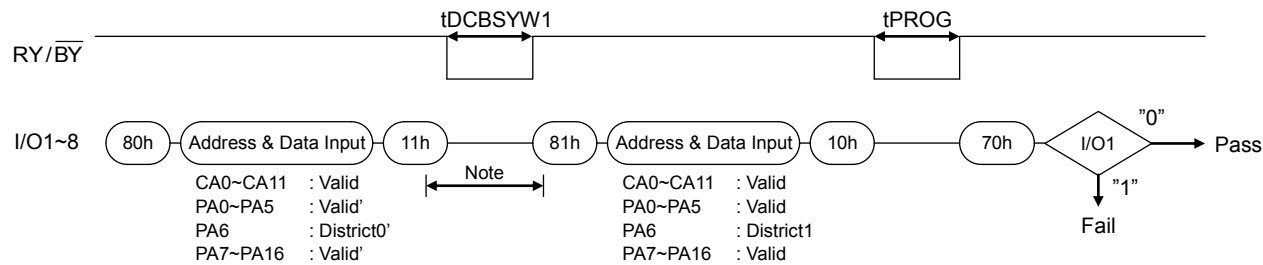 tDCBSYW1
tPROG
RY/BY
I/O1~8
80h
Address & Data Input
11h
81h
Address & Data Input
10h
70h
I/O1
"0"
Pass
"1"
Fail
Note
CA0~CA11 : Valid
PA0~PA5 : Valid'
PA6 : District0'
PA7~PA16 : Valid'
CA0~CA11 : Valid
PA0~PA5 : Valid
PA6 : District1
PA7~PA16 : Valid